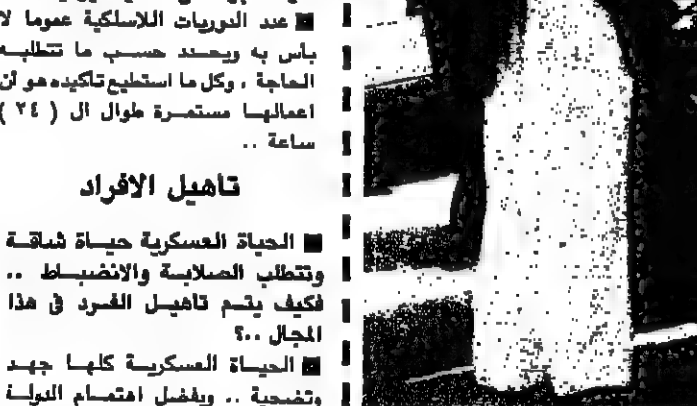 ■ عدد الدوريات اللاسلكية عموما لا
بأس به ويحدد حسب ما تتطلبه
الحاجة ، وكل ما استطيع تأكيده هو أن
اعمالها مستمرة طوال ال ( ٢٤ )
ساعة ..
تاهيل الافراد
■ الحياة العسكرية حياة شاقة
وتتطلب الصلابة والانضباط ..
فكيف يتم تاهيل الفرد في هذا
المجال ..؟
■ الحياة العسكرية كلها جهد
وتضحية .. وبفضل اهتمام الدولة